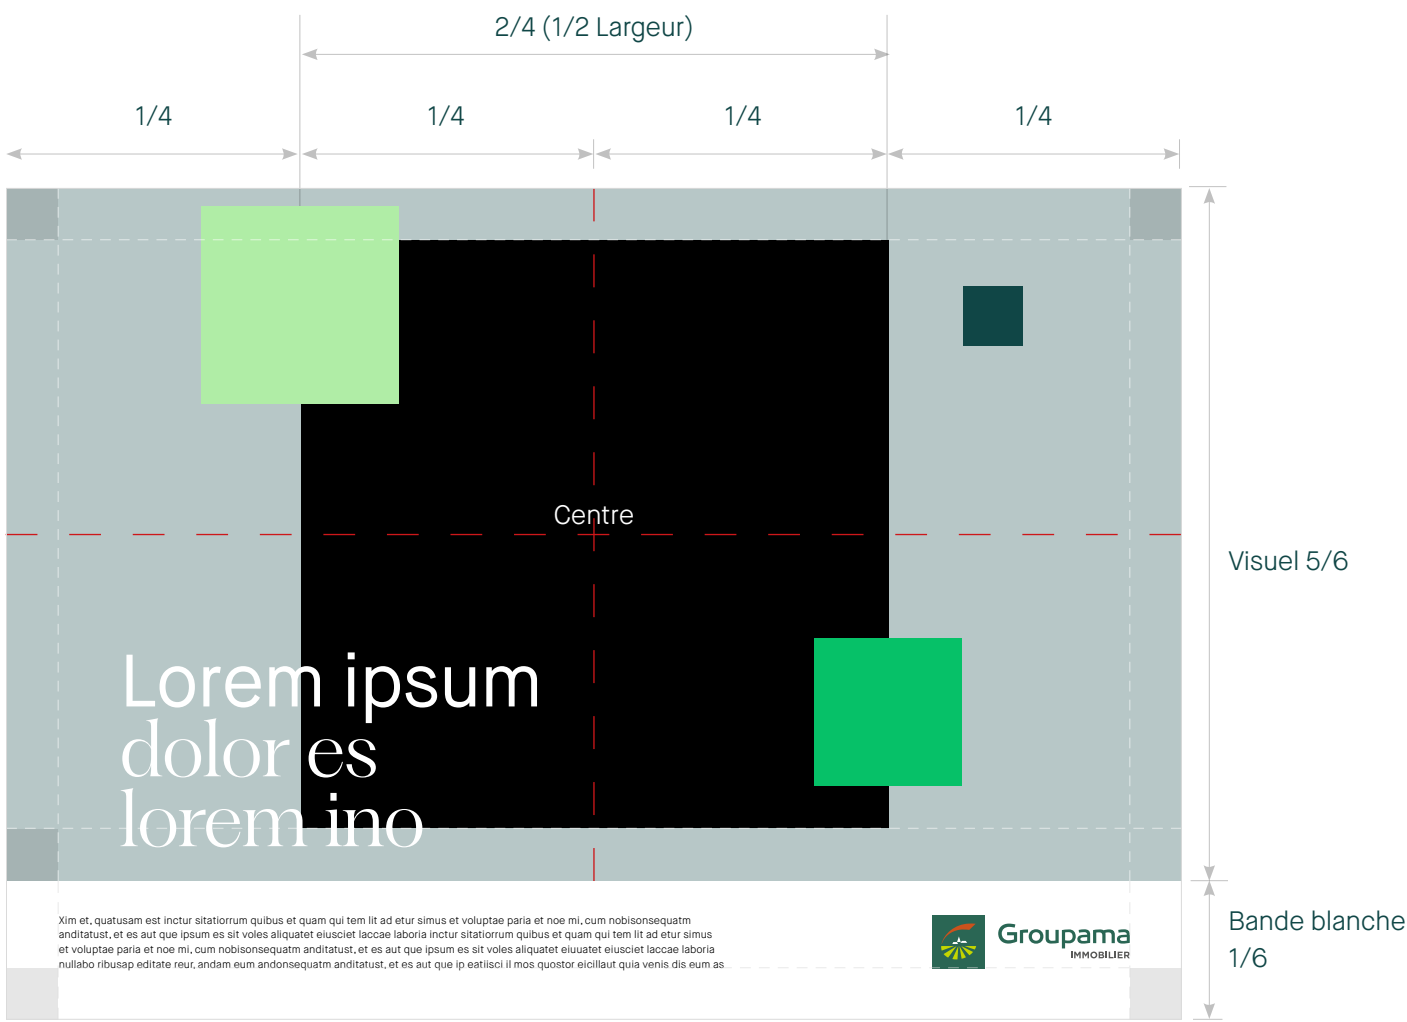 2/4 (1/2 Largeur)
1/4 1/4 1/4 1/4
Centre
Visuel 5/6
Lorem ipsum
dolor es
lorem ino
Xim et, quatusam est inctur sitatiorrum quibus et quam qui tem lit ad etur simus et voluptae paria et noe mi, cum nobisonsequatm
anditatust, et es aut que ipsum es sit voles aliquatet eiusciet laccae laboria inctur sitatiorrum quibus et quam qui tem lit ad etur simus
et voluptae paria et noe mi, cum nobisonsequatm anditatust, et es aut que ipsum es sit voles aliquatet eiuuatet eiusciet laccae laboria
nullabo ribusap editate reur, andam eum andonsequatm anditatust, et es aut que ip eatiisci il mos quostor eicillaut quia venis dis eum as
Groupama
IMMOBILIER
Bande blanche
1/6